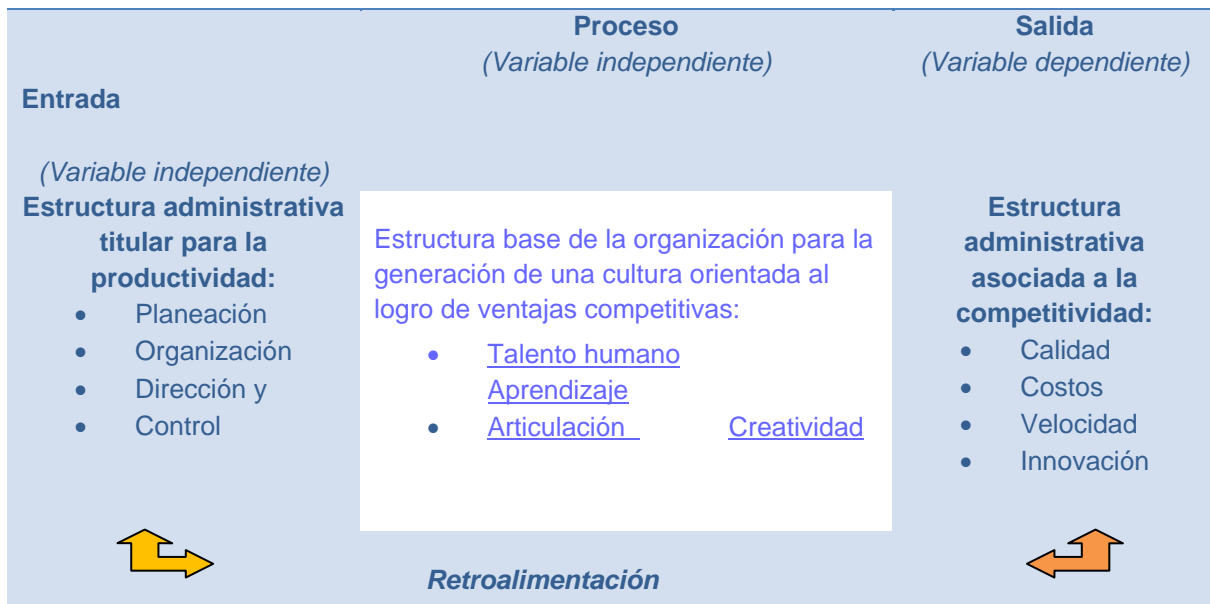 Entrada
(Variable independiente)
Proceso
(Variable independiente)
Salida
(Variable dependiente)
Estructura administrativa
titular para la
productividad:
• Planeación
• Organización
• Dirección y
• Control
Estructura base de la organización para la
generación de una cultura orientada al
logro de ventajas competitivas:
• Talento humano
Aprendizaje
• Articulación Creatividad
Estructura
administrativa
asociada a la
competitividad:
• Calidad
• Costos
• Velocidad
• Innovación
Retroalimentación